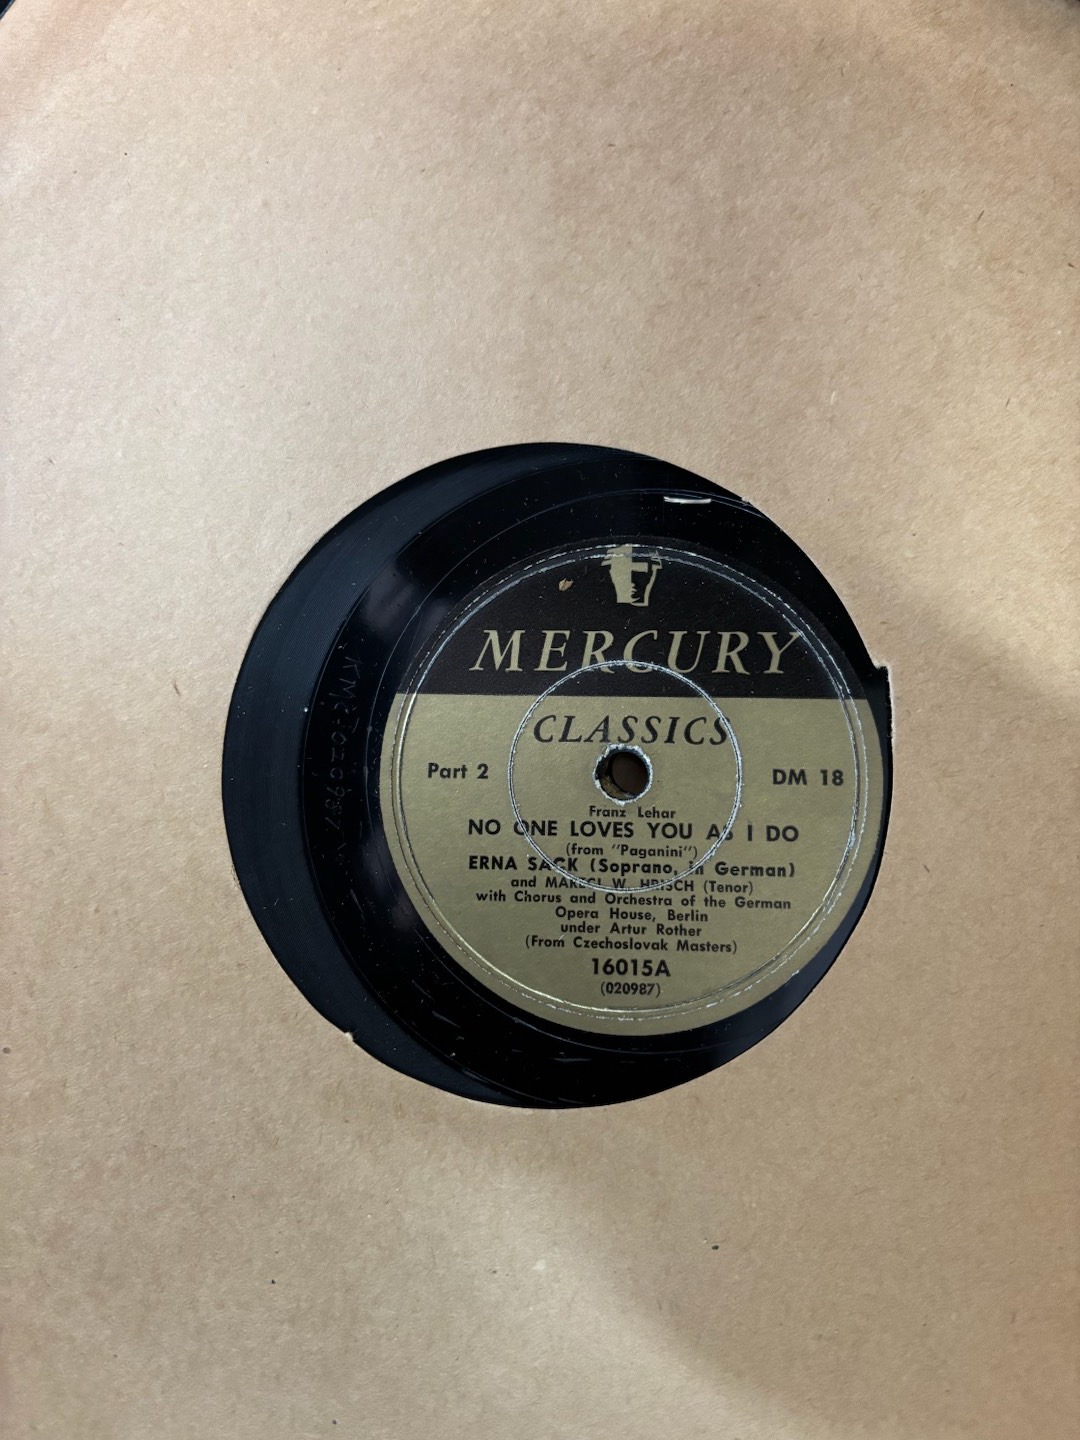 MERCURY
CLASSICS
Part 2
DM 18
Franz Lehar
NO ONE LOVES YOU AS I DO
(from "Paganini")
ERNA SACK (Soprano, in German)
and W. (Tenor)
with Chorus and Orchestra of the German
Opera House, Berlin
under Artur Rother
(From Czechoslovak Masters)
16015A
(020987)